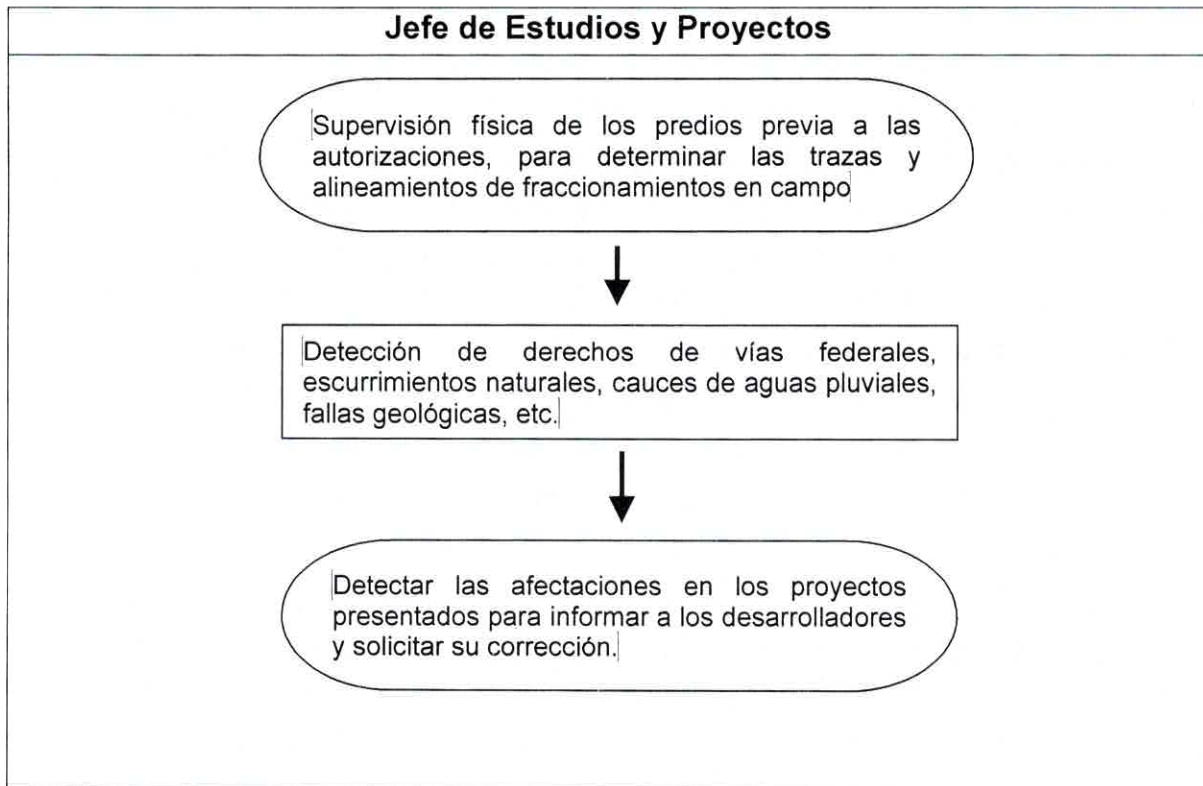 Jefe de Estudios y Proyectos
Supervisión física de los predios previa a las
autorizaciones, para determinar las trazas y
alineamientos de fraccionamientos en campo
Detección de derechos de vías federales,
escurrimientos naturales, cauces de aguas pluviales,
fallas geológicas, etc.
Detectar las afectaciones en los proyectos
presentados para informar a los desarrolladores
y solicitar su corrección.